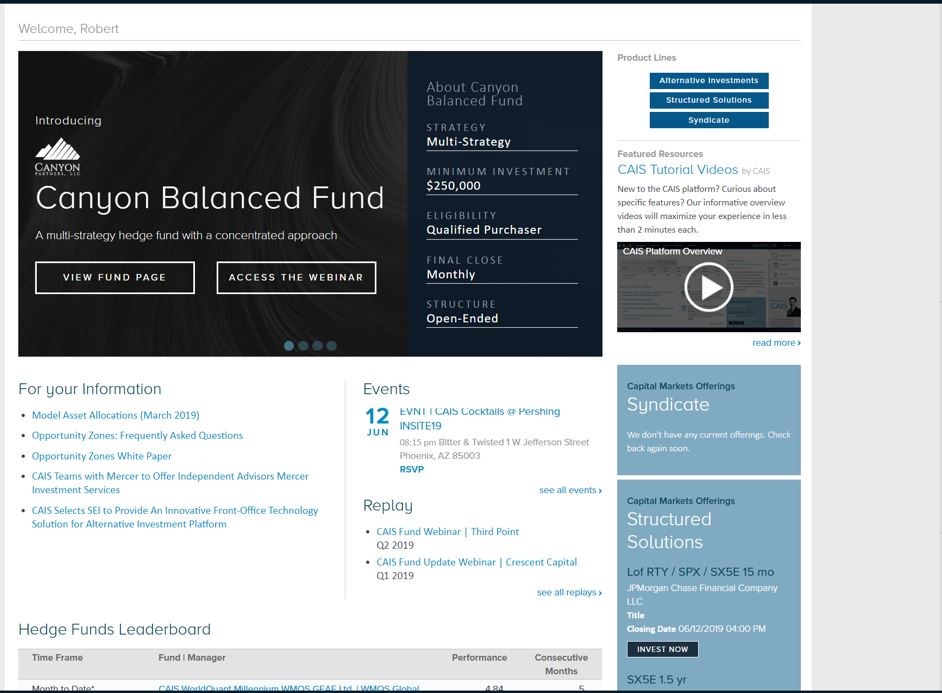 Welcome, Robert
Introducing
CANYON
PARTNERS, LLC
Canyon Balanced Fund
A multi-strategy hedge fund with a concentrated approach
VIEW FUND PAGE
ACCESS THE WEBINAR
About Canyon
Balanced Fund
STRATEGY
Multi-Strategy
MINIMUM INVESTMENT
$250,000
ELIGIBILITY
Qualified Purchaser
FINAL CLOSE
Monthly
STRUCTURE
Open-Ended
Product Lines
Alternative Investments
Structured Solutions
Syndicate
Featured Resources
CAIS Tutorial Videos by CAIS
New to the CAIS platform? Curious about
specific features? Our informative overview
videos will maximize your experience in less
than 2 minutes each.
CAIS Platform Overview
CAIS
read more ›
For your Information
• Model Asset Allocations (March 2019)
• Opportunity Zones: Frequently Asked Questions
• Opportunity Zones White Paper
• CAIS Teams with Mercer to Offer Independent Advisors Mercer
Investment Services
• CAIS Selects SEI to Provide An Innovative Front-Office Technology
Solution for Alternative Investment Platform
Events
12
JUN
EVNT | CAIS Cocktails @ Pershing
INSITE19
08:15 pm Bitter & Twisted 1 W Jefferson Street
Phoenix, AZ 85003
RSVP
see all events ›
Replay
• CAIS Fund Webinar | Third Point
Q2 2019
• CAIS Fund Update Webinar | Crescent Capital
Q1 2019
see all replays ›
Capital Markets Offerings
Syndicate
We don't have any current offerings. Check
back again soon.
Capital Markets Offerings
Structured
Solutions
Lof RTY / SPX / SX5E 15 mo
JPMorgan Chase Financial Company
LLC
Title
Closing Date 06/12/2019 04:00 PM
INVEST NOW
SX5E 1.5 yr
Hedge Funds Leaderboard
Time Frame Fund | Manager Performance Consecutive
Months
Month to Date* CAIS WorldQuant Millennium WMQS GEAF Ltd. | WMQS Global 4.84 5